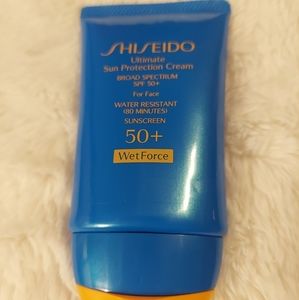 SHISEIDO
Ultimate
Sun Protection Cream
BROAD SPECTRUM
SPF 50+
For Face
WATER RESISTANT
(80 MINUTES)
SUNSCREEN
50+
WetForce